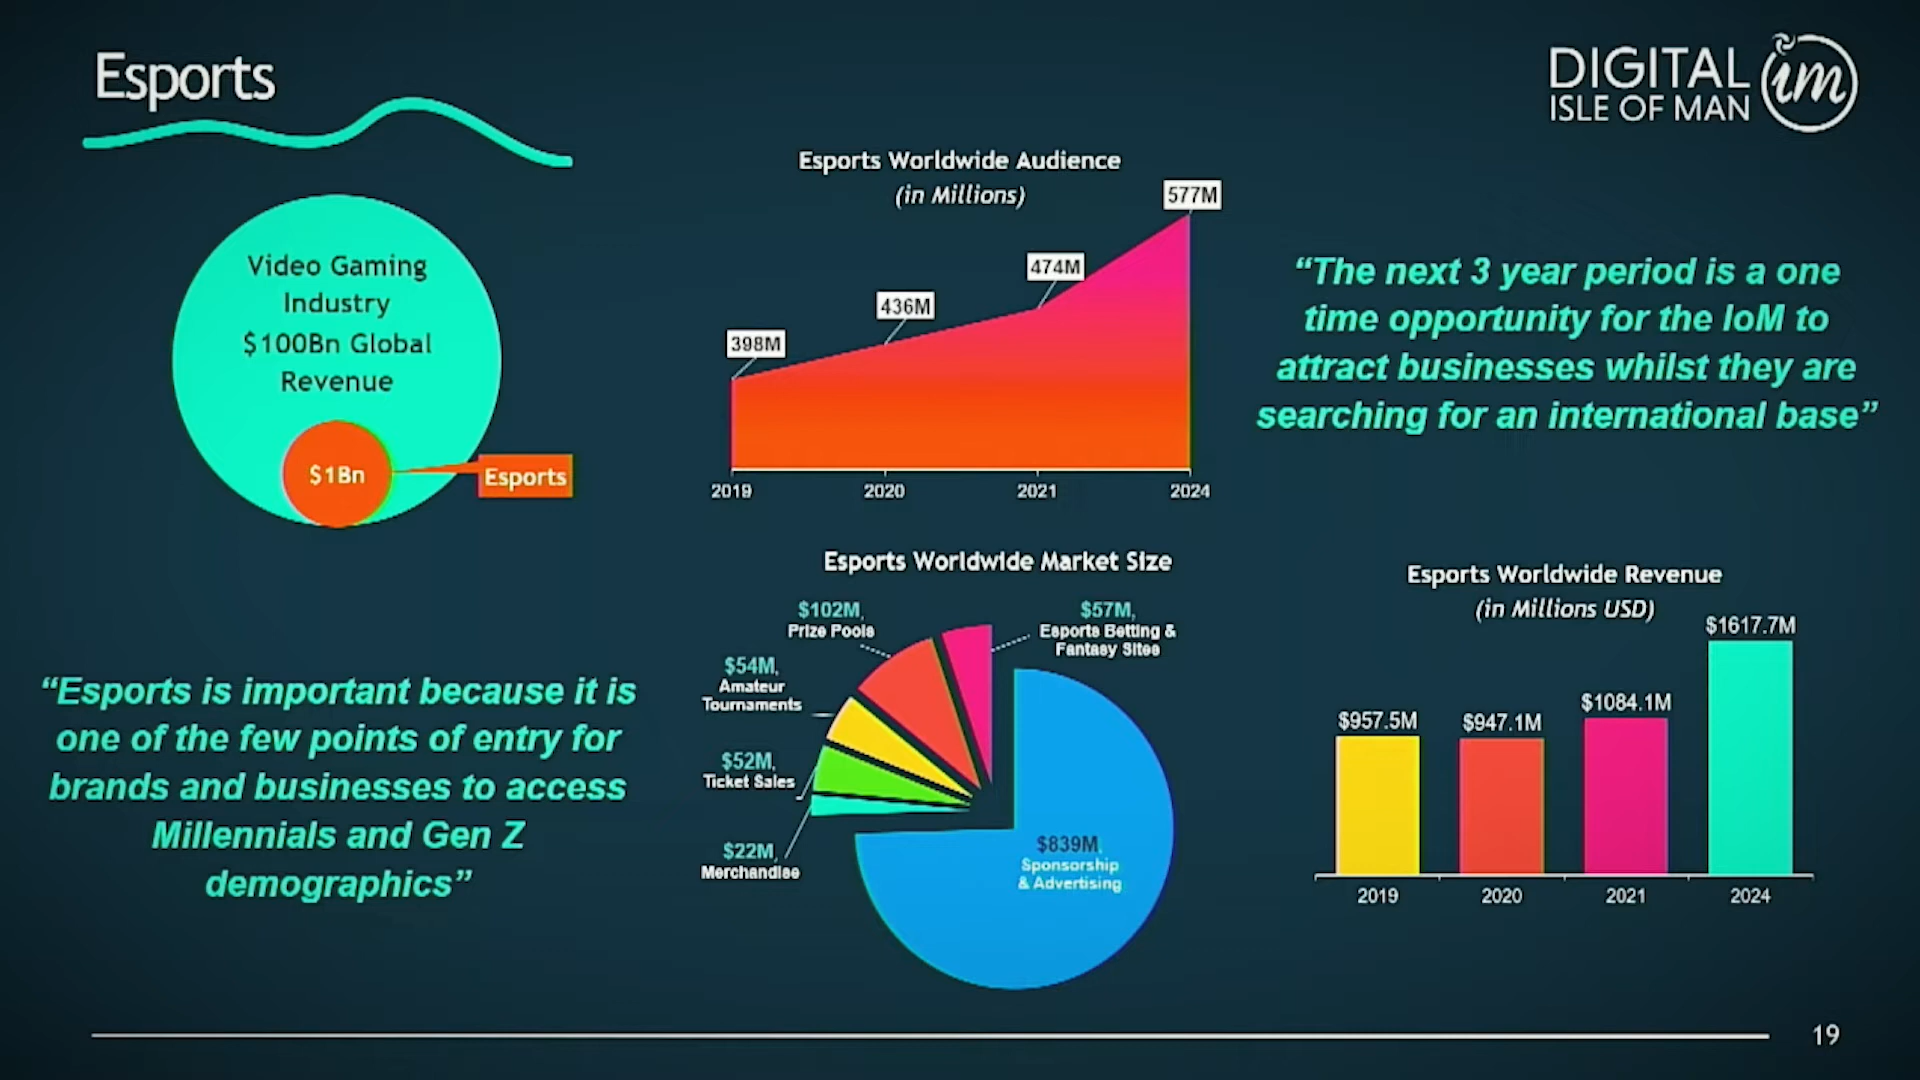 Esports
DIGITAL
ISLE OF MAN
im
Video Gaming
Industry
$100Bn Global
Revenue
$1Bn
Esports
Esports Worldwide Audience
(in Millions)
577M
474M
436M
398M
2019 2020 2021 2024
“The next 3 year period is a one
time opportunity for the IoM to
attract businesses whilst they are
searching for an international base”
“Esports is important because it is
one of the few points of entry for
brands and businesses to access
Millennials and Gen Z
demographics”
Esports Worldwide Market Size
$102M,
Prize Pools
$57M,
Esports Betting &
Fantasy Sites
$54M,
Amateur
Tournaments
$52M,
Ticket Sales
$22M,
Merchandise
$839M,
Sponsorship
& Advertising
Esports Worldwide Revenue
(in Millions USD)
$957.5M
$947.1M
$1084.1M
$1617.7M
2019 2020 2021 2024
19